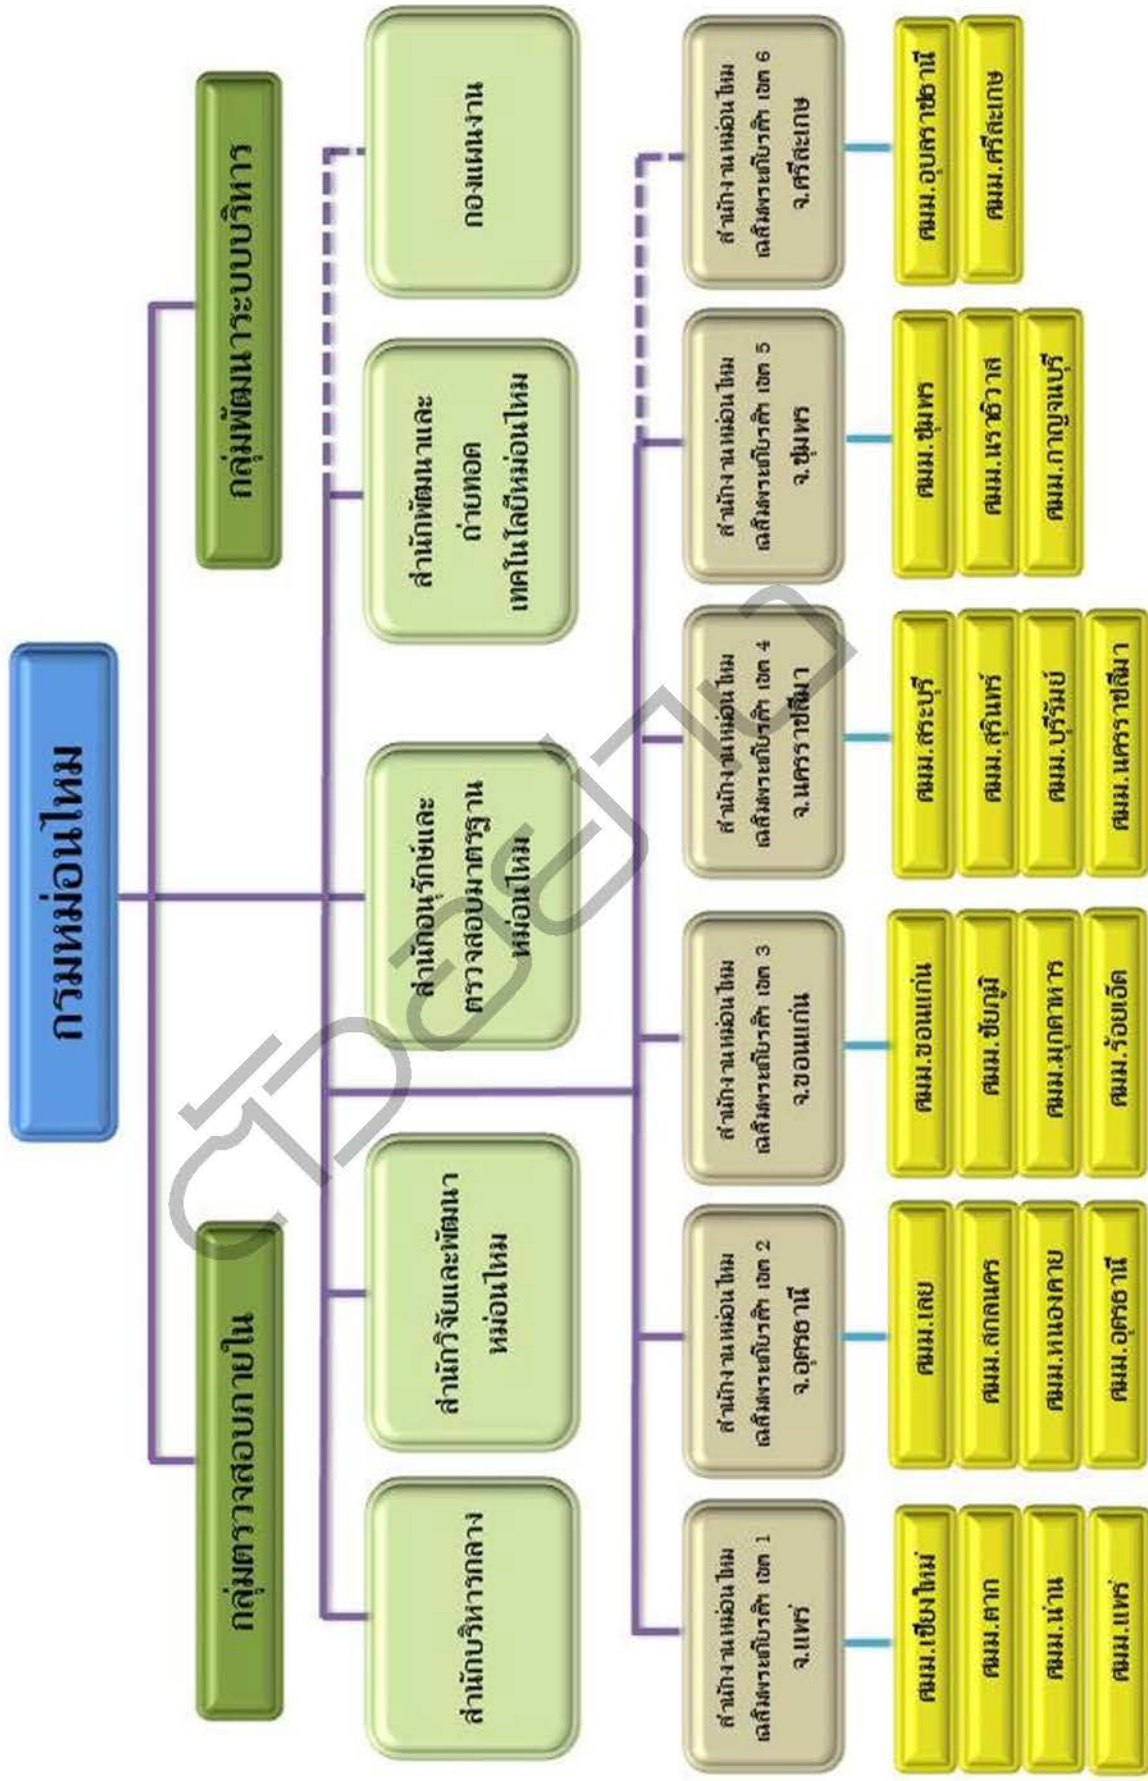 กรมหม่อนไหม
กลุ่มตรวจสอบภายใน
กลุ่มพัฒนาระบบบริหาร
สำนักบริหารกลาง
สำนักวิจัยและพัฒนา
หม่อนไหม
สำนักอนุรักษ์และ
ตรวจสอบมาตรฐาน
หม่อนไหม
สำนักพัฒนาและ
ถ่ายทอด
เทคโนโลยีหม่อนไหม
กองแผนงาน
สำนักงานหม่อนไหม
เฉลิมพระเกียรติฯ เขต 1
จ.แพร่
สำนักงานหม่อนไหม
เฉลิมพระเกียรติฯ เขต 2
จ.อุดรธานี
สำนักงานหม่อนไหม
เฉลิมพระเกียรติฯ เขต 3
จ.ขอนแก่น
สำนักงานหม่อนไหม
เฉลิมพระเกียรติฯ เขต 4
จ.นครราชสีมา
สำนักงานหม่อนไหม
เฉลิมพระเกียรติฯ เขต 5
จ.ชุมพร
สำนักงานหม่อนไหม
เฉลิมพระเกียรติฯ เขต 6
จ.ศรีสะเกษ
ศมม.เชียงใหม่
ศมม.ตาก
ศมม.น่าน
ศมม.แพร่
ศมม.เลย
ศมม.สกลนคร
ศมม.หนองคาย
ศมม.อุดรธานี
ศมม.ขอนแก่น
ศมม.ชัยภูมิ
ศมม.มุกดาหาร
ศมม.ร้อยเอ็ด
ศมม.สระบุรี
ศมม.สุรินทร์
ศมม.บุรีรัมย์
ศมม.นครราชสีมา
ศมม.ชุมพร
ศมม.นราธิวาส
ศมม.กาญจนบุรี
ศมม.อุบลราชธานี
ศมม.ศรีสะเกษ
ตัวอย่าง